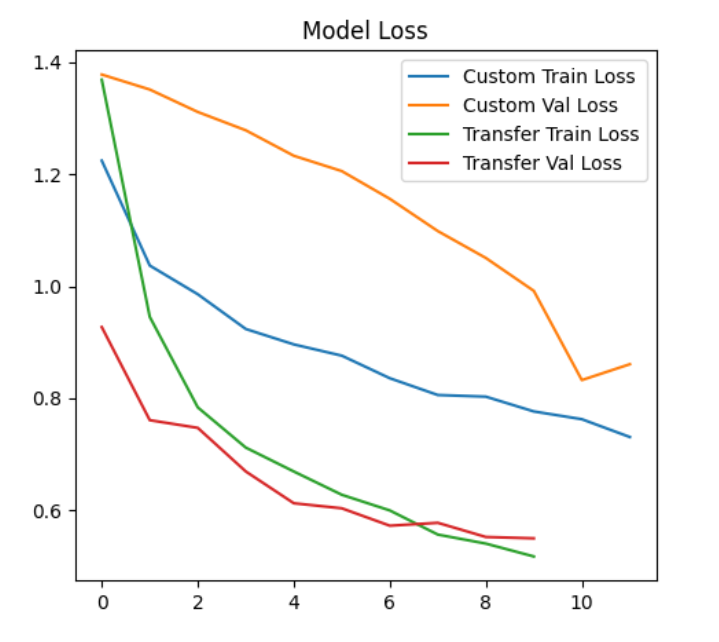 Model Loss
Custom Train Loss
Custom Val Loss
Transfer Train Loss
Transfer Val Loss
1.4
1.2
1.0
0.8
0.6
0 2 4 6 8 10